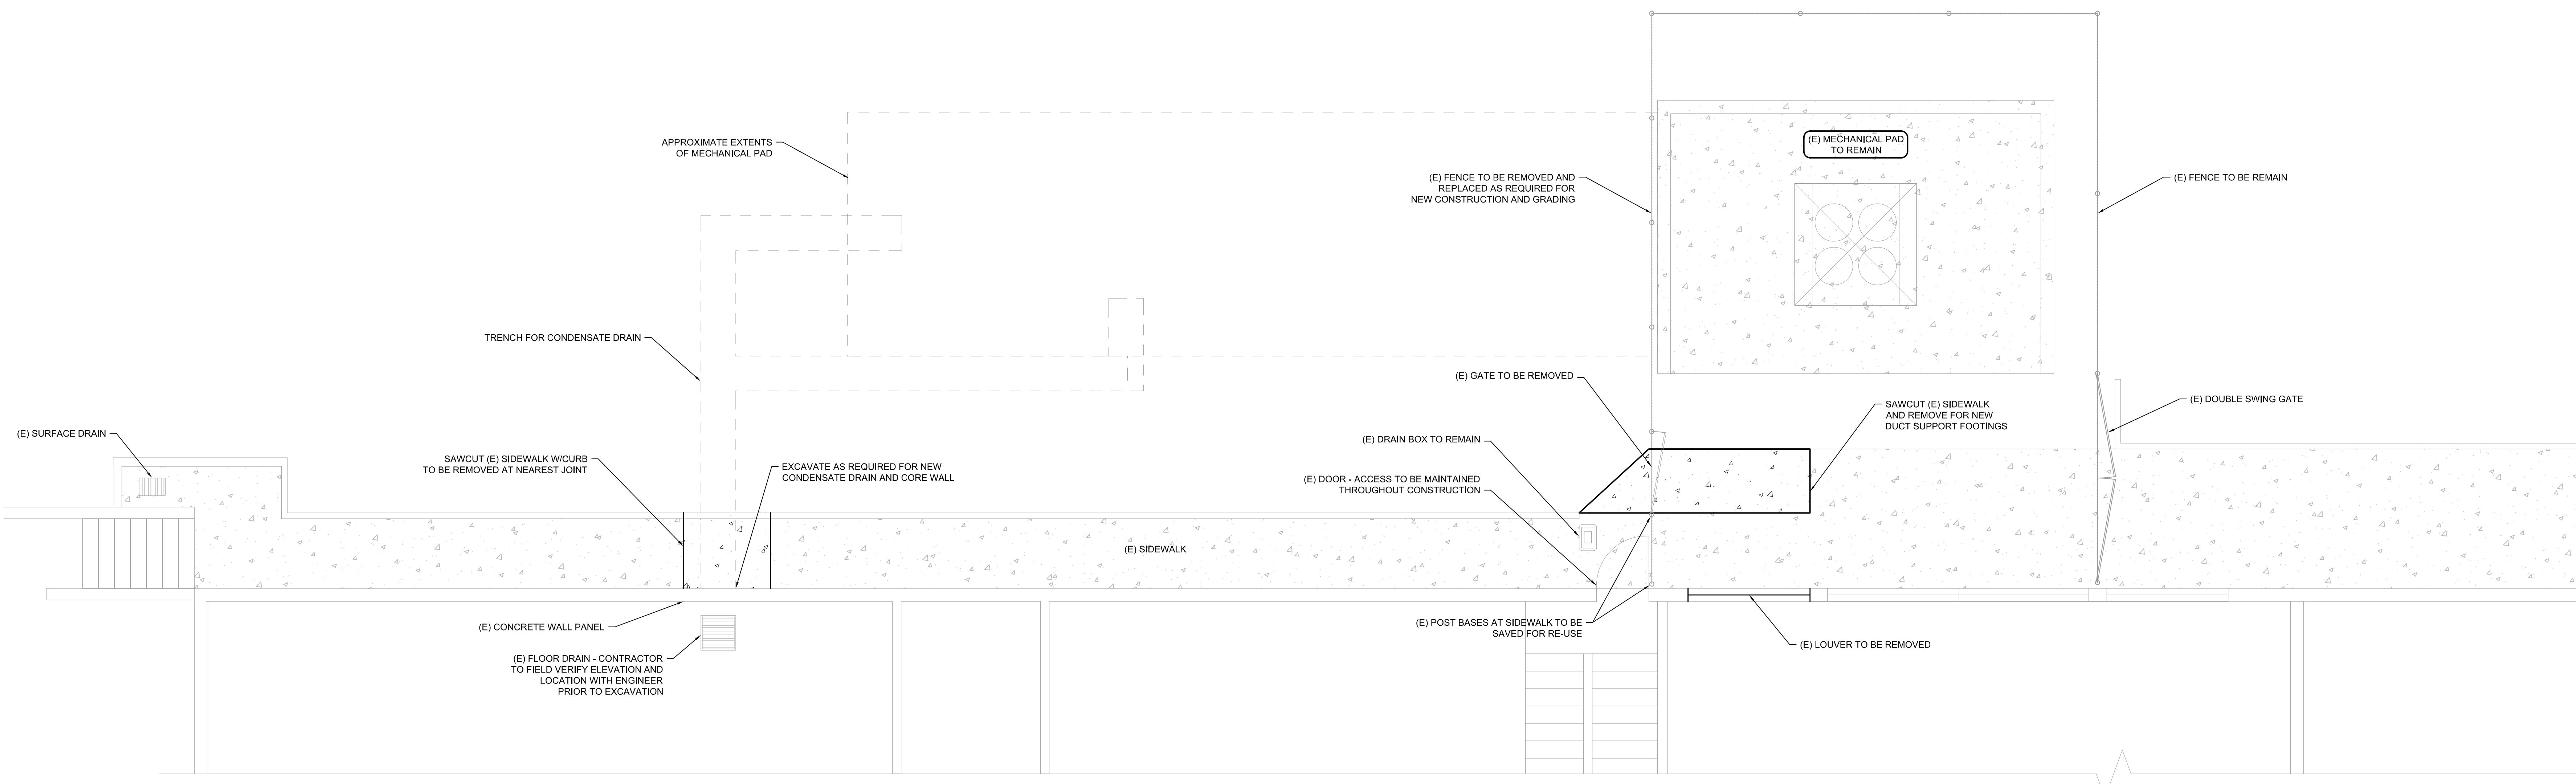 APPROXIMATE EXTENTS
OF MECHANICAL PAD
(E) MECHANICAL PAD
TO REMAIN
(E) FENCE TO BE REMOVED AND
REPLACED AS REQUIRED FOR
NEW CONSTRUCTION AND GRADING
(E) FENCE TO BE REMAIN
TRENCH FOR CONDENSATE DRAIN
(E) GATE TO BE REMOVED
SAWCUT (E) SIDEWALK
AND REMOVE FOR NEW
DUCT SUPPORT FOOTINGS
(E) DOUBLE SWING GATE
(E) SURFACE DRAIN
SAWCUT (E) SIDEWALK W/CURB
TO BE REMOVED AT NEAREST JOINT
EXCAVATE AS REQUIRED FOR NEW
CONDENSATE DRAIN AND CORE WALL
(E) DRAIN BOX TO REMAIN
(E) DOOR - ACCESS TO BE MAINTAINED
THROUGHOUT CONSTRUCTION
(E) SIDEWALK
(E) CONCRETE WALL PANEL
(E) FLOOR DRAIN - CONTRACTOR
TO FIELD VERIFY ELEVATION AND
LOCATION WITH ENGINEER
PRIOR TO EXCAVATION
(E) POST BASES AT SIDEWALK TO BE
SAVED FOR RE-USE
(E) LOUVER TO BE REMOVED